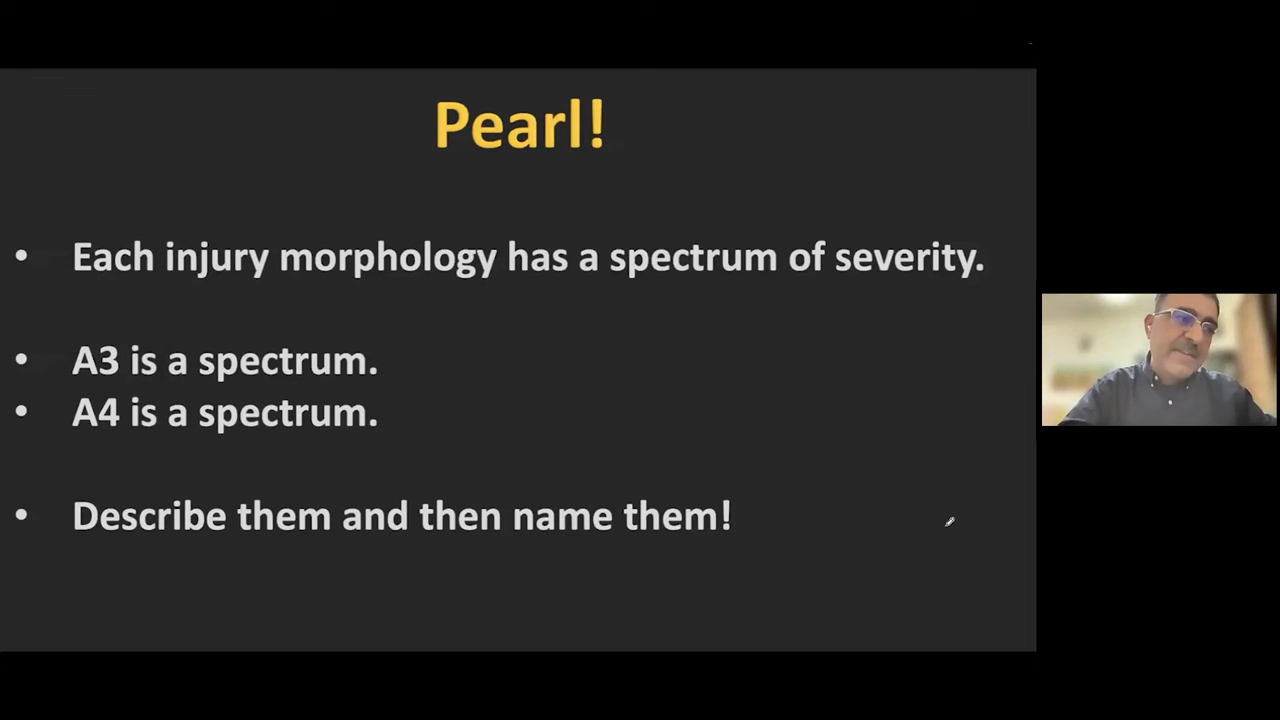 Pearl!
• Each injury morphology has a spectrum of severity.
• A3 is a spectrum.
• A4 is a spectrum.
• Describe them and then name them!